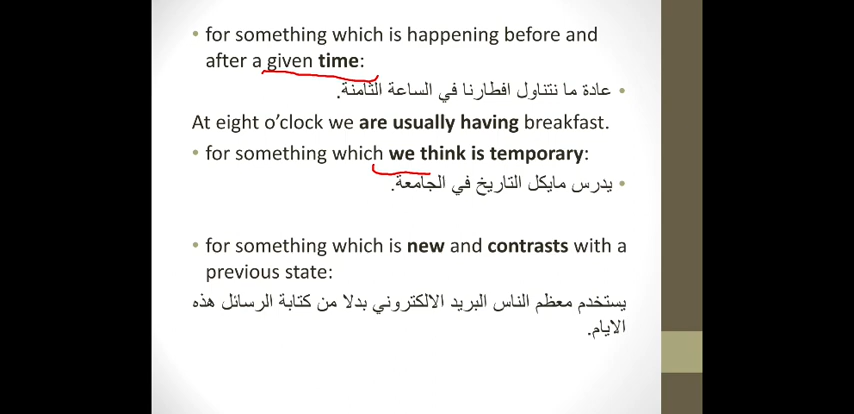 • for something which is happening before and
after a given time:
• عادة ما نتناول افطارنا في الساعة الثامنة.
At eight o’clock we are usually having breakfast.
• for something which we think is temporary:
• يدرس مايكل التاريخ في الجامعة.
• for something which is new and contrasts with a
previous state:
يستخدم معظم الناس البريد الالكتروني بدلا من كتابة الرسائل هذه
الايام.